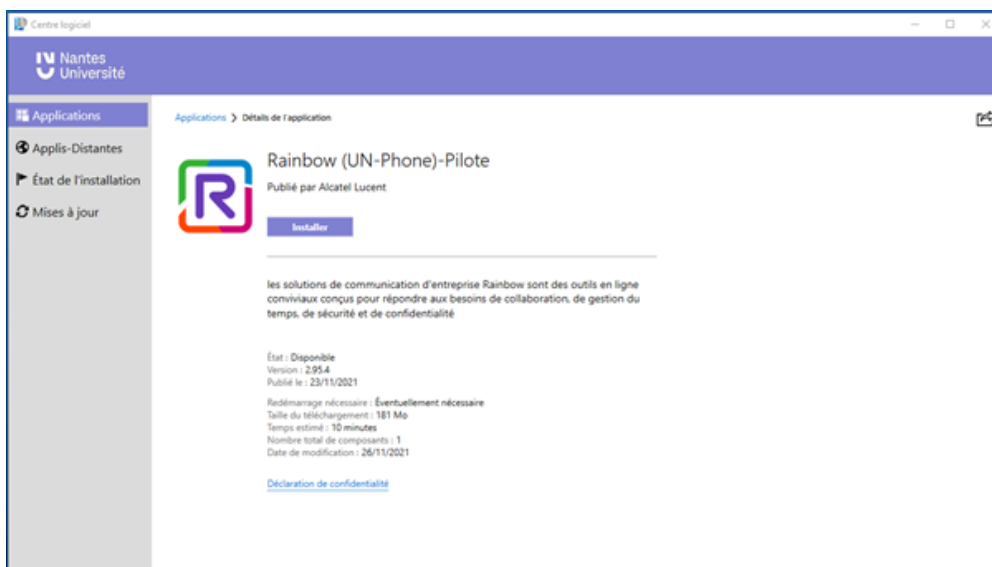 Centre logiciel
Nantes
Université
Applications
Applis-Distantes
État de l'installation
Mises à jour
Applications ❯ Détails de l'application
R
Rainbow (UN-Phone)-Pilote
Publié par Alcatel Lucent
Installer
les solutions de communication d'entreprise Rainbow sont des outils en ligne
conviviaux conçus pour répondre aux besoins de collaboration, de gestion du
temps, de sécurité et de confidentialité
État : Disponible
Version : 2.95.4
Publié le : 23/11/2021
Redémarrage nécessaire : Éventuellement nécessaire
Taille du téléchargement : 181 Mo
Temps estimé : 10 minutes
Nombre total de composants : 1
Date de modification : 26/11/2021
Déclaration de confidentialité